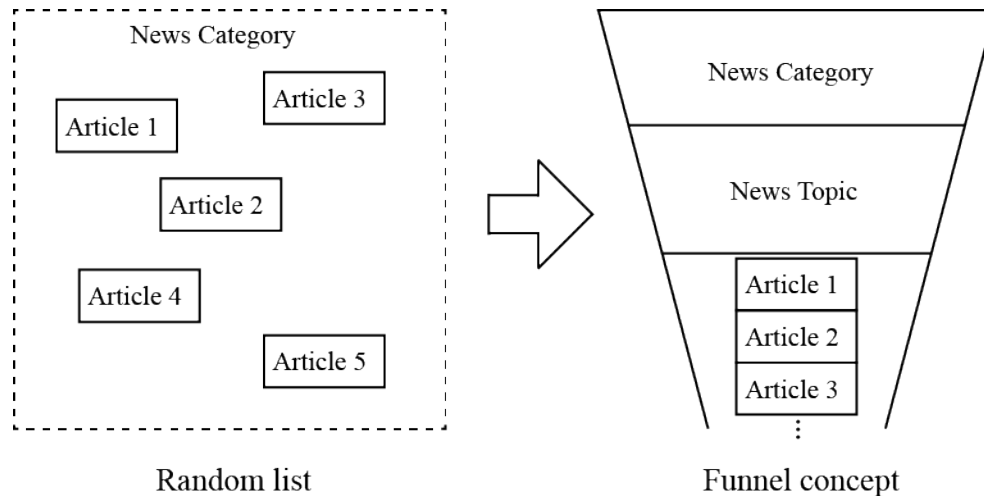 News Category
Article 3
Article 1
Article 2
Article 4
Article 5
Random list
News Category
News Topic
Article 1
Article 2
Article 3
⋮
Funnel concept